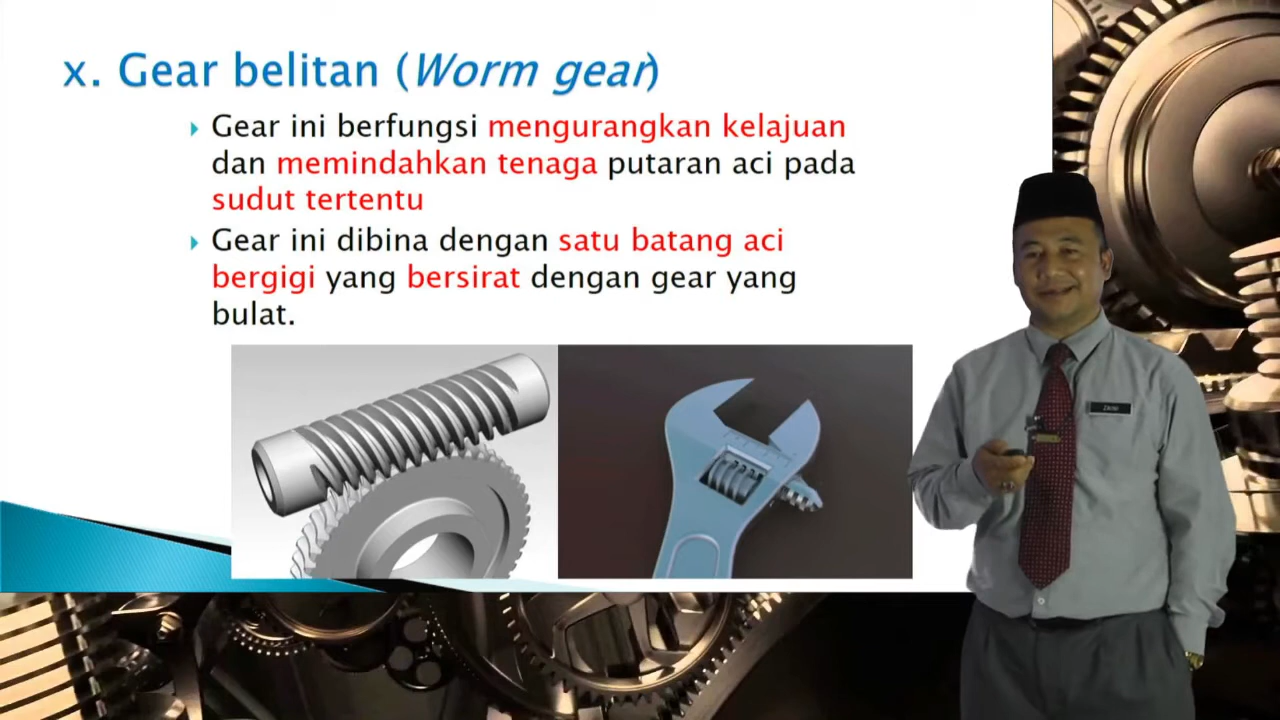 x. Gear belitan (Worm gear)
Gear ini berfungsi mengurangkan kelajuan
dan memindahkan tenaga putaran aci pada
sudut tertentu
Gear ini dibina dengan satu batang aci
bergigi yang bersirat dengan gear yang
bulat.